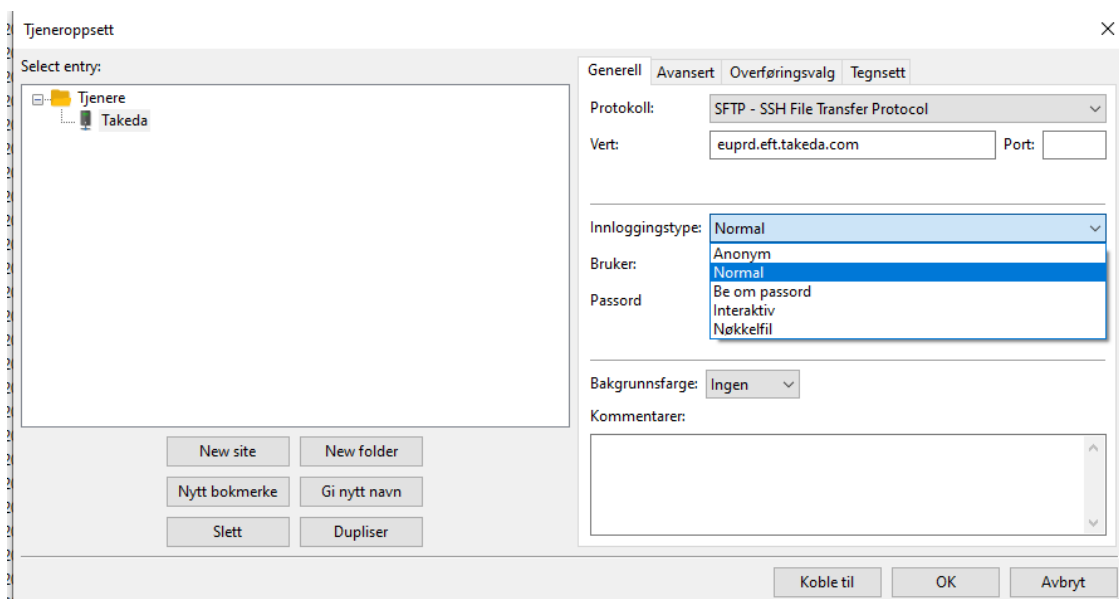 Tjeneroppsett
Select entry:
Tjenere
Takeda
New site
New folder
Nytt bokmerke
Gi nytt navn
Slett
Dupliser
Generell
Avansert
Overføringsvalg
Tegnsett
Protokoll:
SFTP - SSH File Transfer Protocol
Vert:
euprd.eft.takeda.com
Port:
Innloggingstype:
Normal
Anonym
Normal
Be om passord
Interaktiv
Nøkkelfil
Bruker:
Passord
Bakgrunnsfarge:
Ingen
Kommentarer:
Koble til
OK
Avbryt